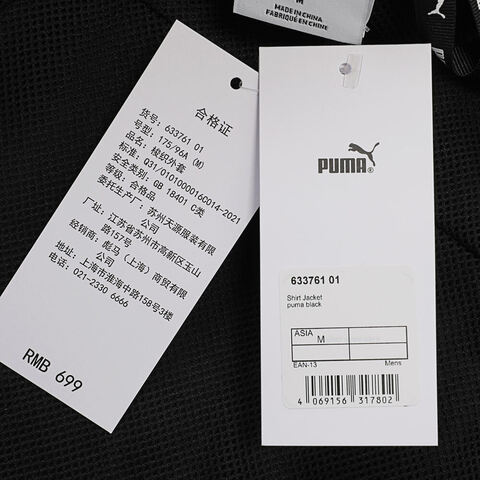 M
MADE IN CHINA
FABRIQUÉ EN CHINE
合格证
货号: 633761 01
号型: 175/96A (M)
品名: 梭织外套
标准: Q31/0101000016C014-2021
安全类别: GB 18401 C类
等级: 合格品
委托生产厂: 苏州天源服装有限
公司
厂址: 江苏省苏州市高新区玉山
路157号
经销商: 彪马(上海)商贸有限
公司
地址: 上海市淮海中路158号3楼
电话: 021-2330 6666
RMB 699
PUMA®
633761 01
Shirt Jacket
puma black
ASIA
M
EAN-13
Mens
4 069156 317802